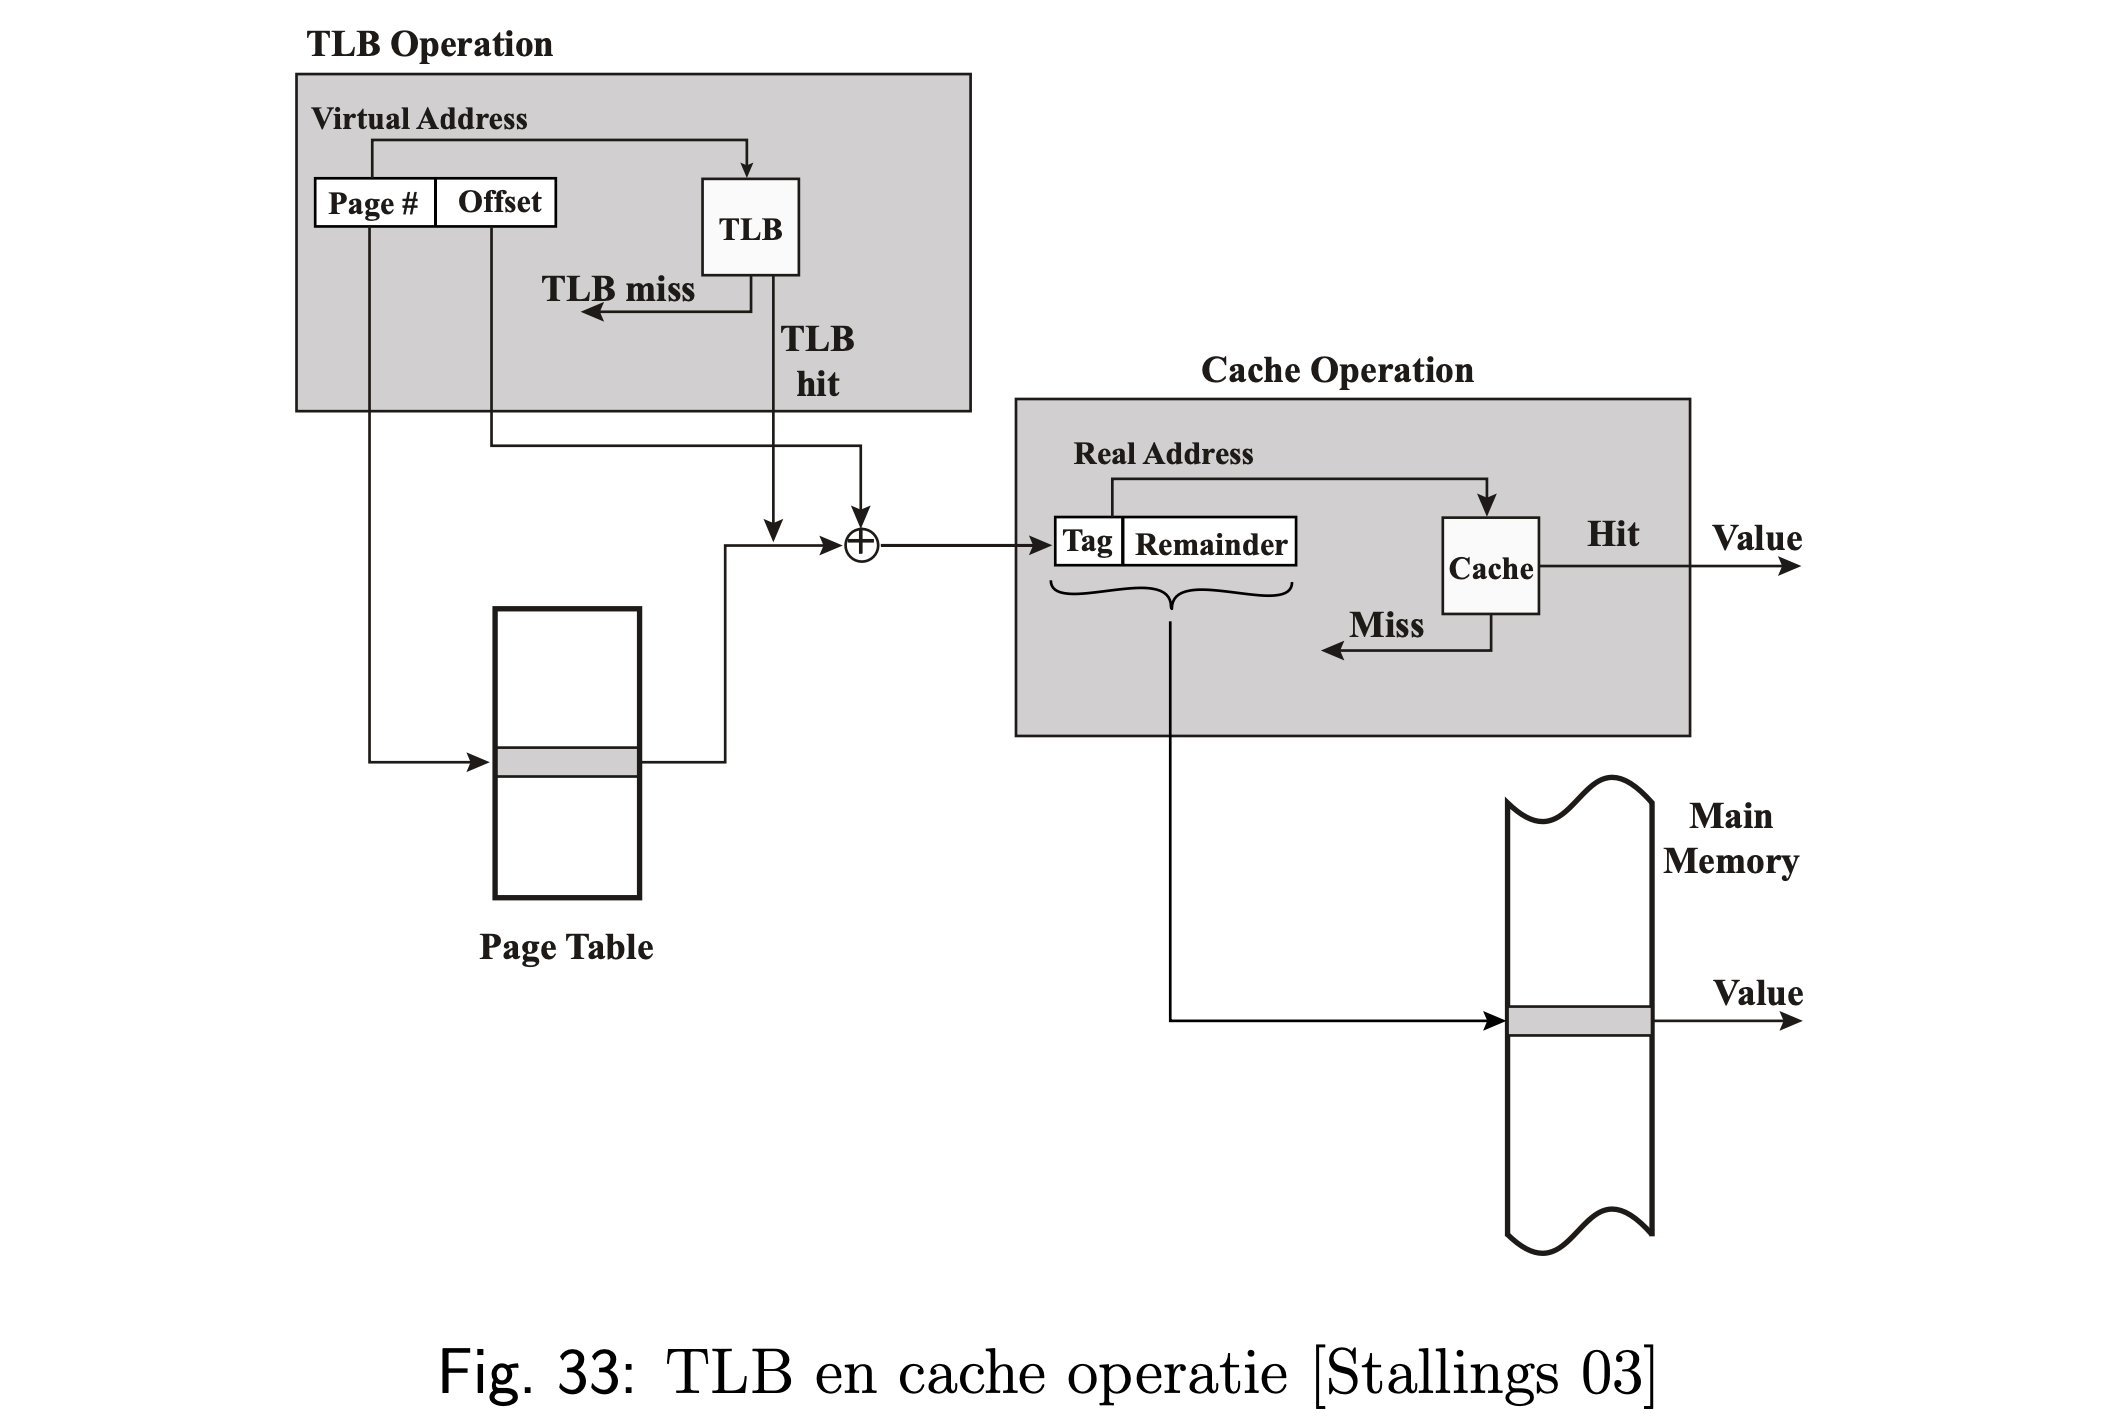 TLB Operation
Virtual Address
Page # Offset
TLB
TLB miss
TLB
hit
Cache Operation
Real Address
Tag Remainder
Cache
Hit
Value
Miss
Page Table
Main
Memory
Value
Fig. 33: TLB en cache operatie [Stallings 03]